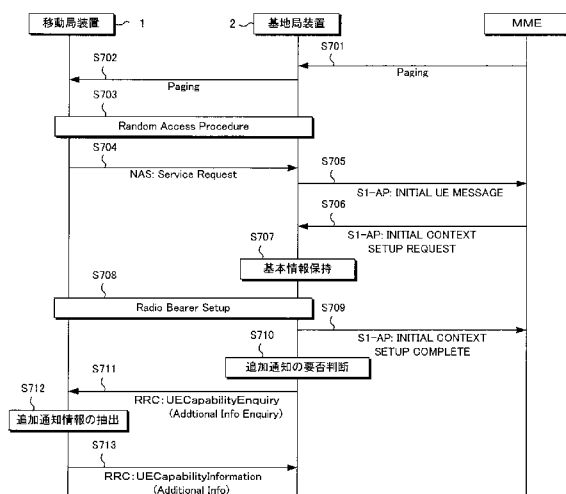 移動局装置 1 2 基地局装置 MME
S701
Paging
S702
Paging
S703
Random Access Procedure
S704
NAS: Service Request
S705
S1-AP: INITIAL UE MESSAGE
S706
S1-AP: INITIAL CONTEXT
SETUP REQUEST
S707
基本情報保持
S708
Radio Bearer Setup
S709
S1-AP: INITIAL CONTEXT
SETUP COMPLETE
S710
追加通知の要否判断
S711
RRC: UECapabilityEnquiry
(Addtional Info Enquiry)
S712
追加通知情報の抽出
S713
RRC: UECapabilityInformation
(Additional Info)